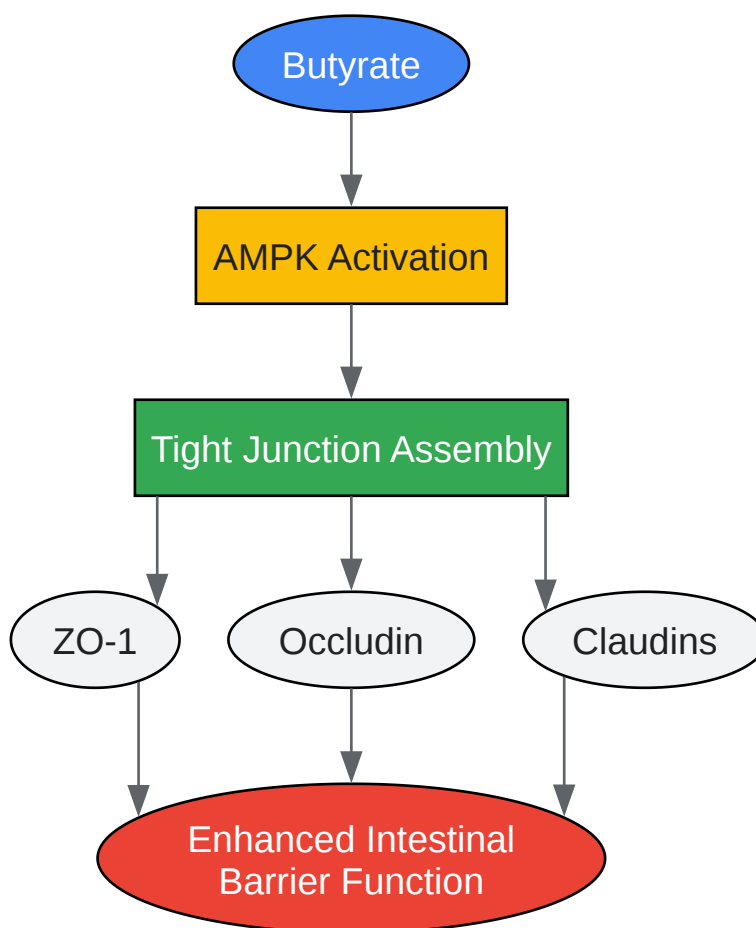 Butyrate
AMPK Activation
Tight Junction Assembly
ZO-1
Occludin
Claudins
Enhanced Intestinal
Barrier Function